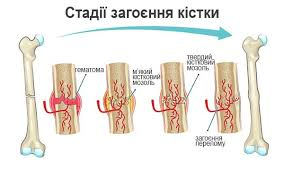 Стадії загоєння кістки
гематома
м'який
кістковий
мозоль
твердий
кістковий
мозоль
загоєння
перелому